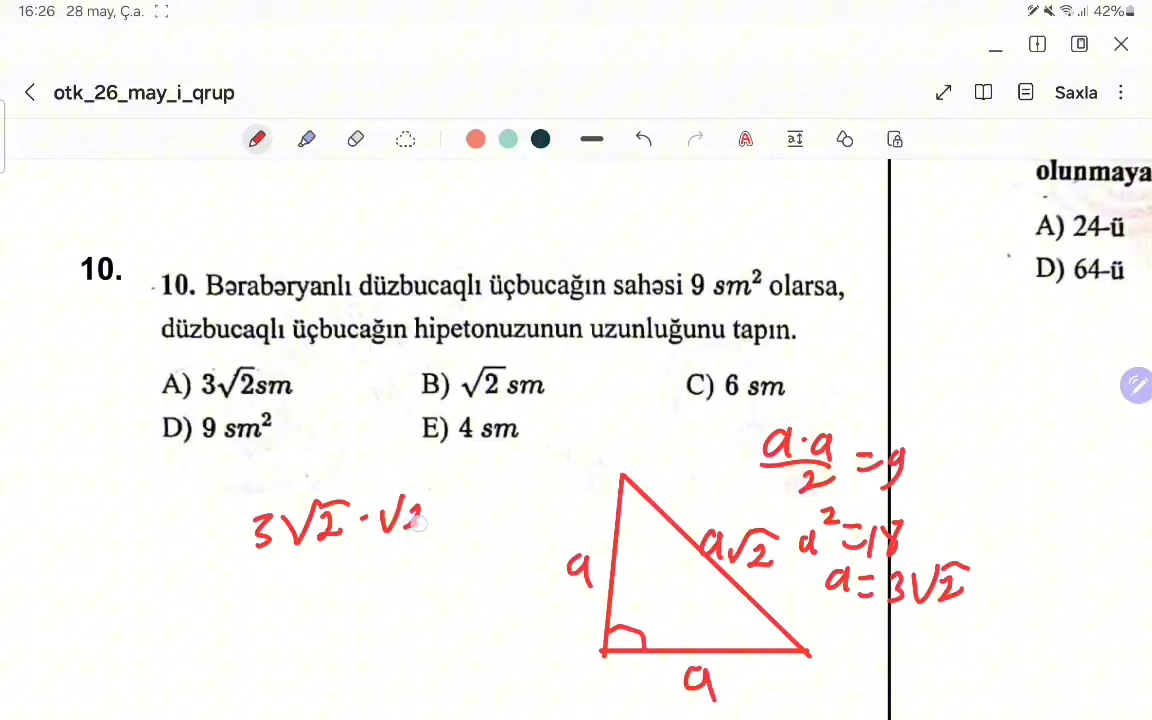 16:26 28 may, Ç.a.
42%
otk_26_may_i_qrup
Saxla
olunmaya
A) 24-ü
D) 64-ü
10.
10. Bərabəryanlı düzbucaqlı üçbucağın sahəsi 9 sm² olarsa,
düzbucaqlı üçbucağın hipetonuzunun uzunluğunu tapın.
A) 3√2sm B) √2 sm C) 6 sm
D) 9 sm² E) 4 sm
a·a/2 = 9
a² = 18
a = 3√2
3√2 · √2
a√2
a
a